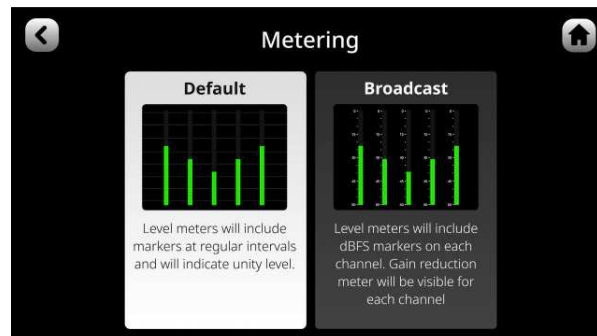 Metering
Default
Level meters will include
markers at regular intervals
and will indicate unity level.
Broadcast
Level meters will include
dBFS markers on each
channel. Gain reduction
meter will be visible for
each channel